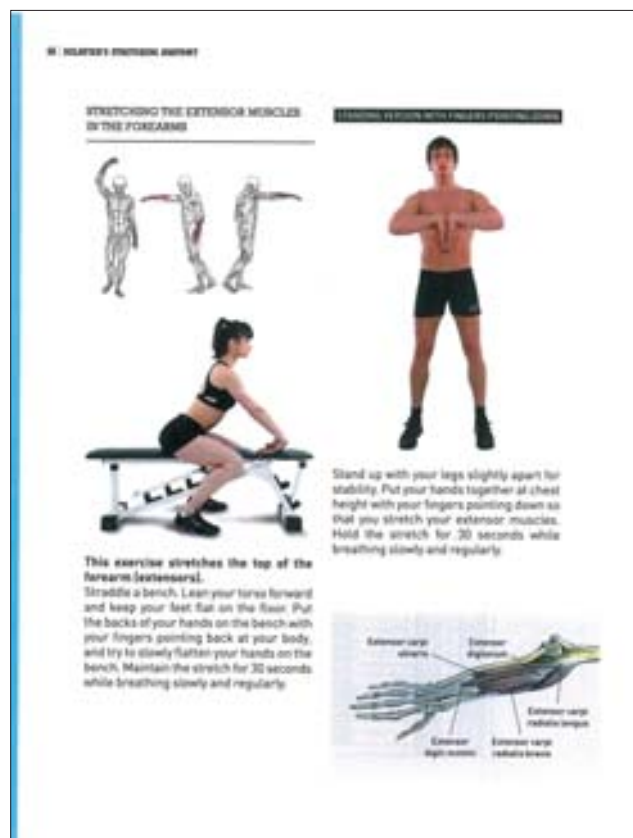 DELAVIER'S STRETCHING ANATOMY
STRETCHING THE EXTENSOR MUSCLES
IN THE FOREARMS
This exercise stretches the top of the
forearm (extensors).
Straddle a bench. Lean your torso forward
and keep your feet flat on the floor. Put
the backs of your hands on the bench with
your fingers pointing back at your body,
and try to slowly flatten your hands on the
bench. Maintain the stretch for 30 seconds
while breathing slowly and regularly.
STANDING VERSION WITH FINGERS POINTING DOWN
Stand up with your legs slightly apart for
stability. Put your hands together at chest
height with your fingers pointing down so
that you stretch your extensor muscles.
Hold the stretch for 30 seconds while
breathing slowly and regularly.
Extensor carpi
ulnaris
Extensor
digitorum
Extensor carpi
radialis longus
Extensor
digiti minimi
Extensor carpi
radialis brevis